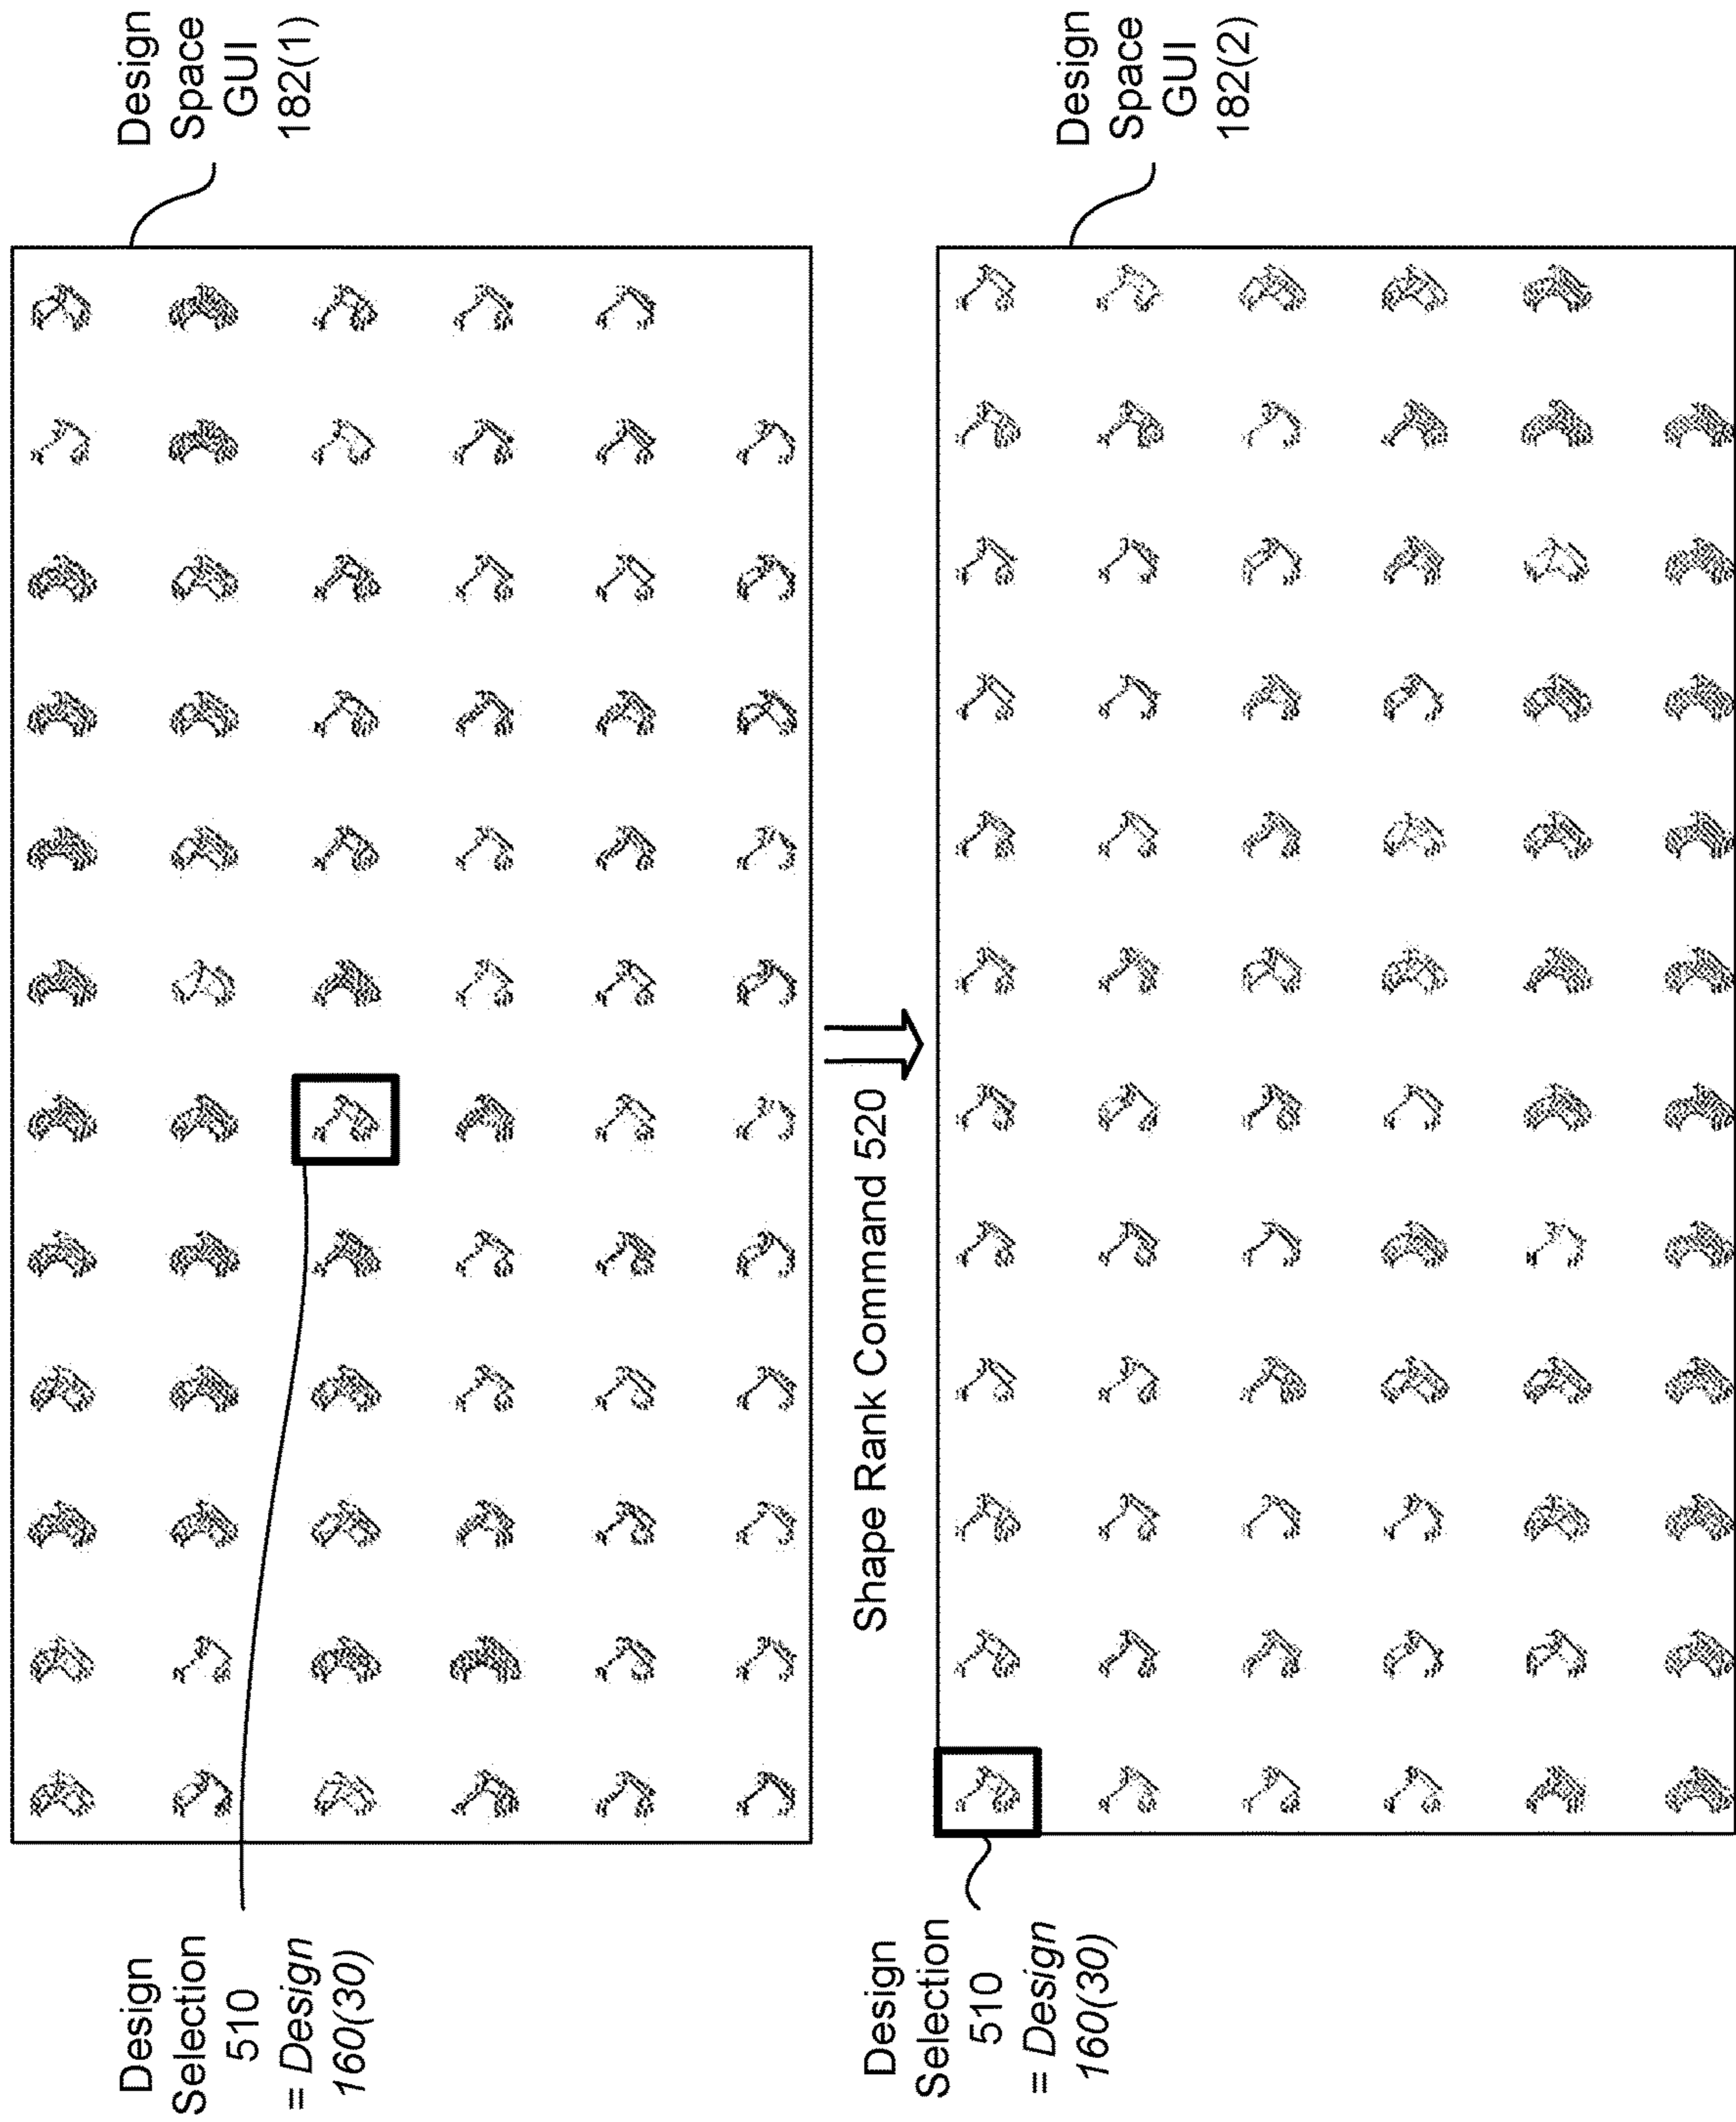 Design
Selection
510
= Design
160(30)
Design
Space
GUI
182(1)
Shape Rank Command 520
Design
Selection
510
= Design
160(30)
Design
Space
GUI
182(2)